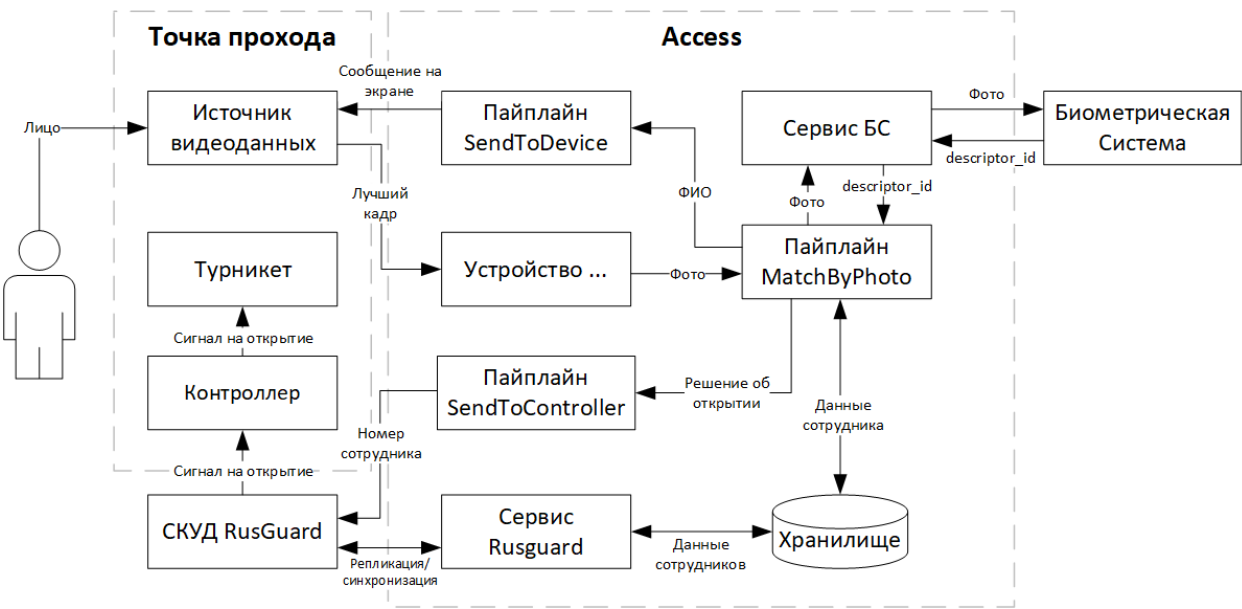 Точка прохода
Access
Сообщение на
экране
Источник
видеоданных
Пайплайн
SendToDevice
Сервис БС
Фото
Биометрическая
Система
Лицо
descriptor_id
Лучший
кадр
ФИО
Фото
descriptor_id
Турникет
Устройство ...
Фото
Пайплайн
MatchByPhoto
Сигнал на открытие
Контроллер
Пайплайн
SendToController
Решение об
открытии
Данные
сотрудника
Номер
сотрудника
Сигнал на открытие
СКУД RusGuard
Сервис
Rusguard
Хранилище
Данные
сотрудников
Репликация/
синхронизация